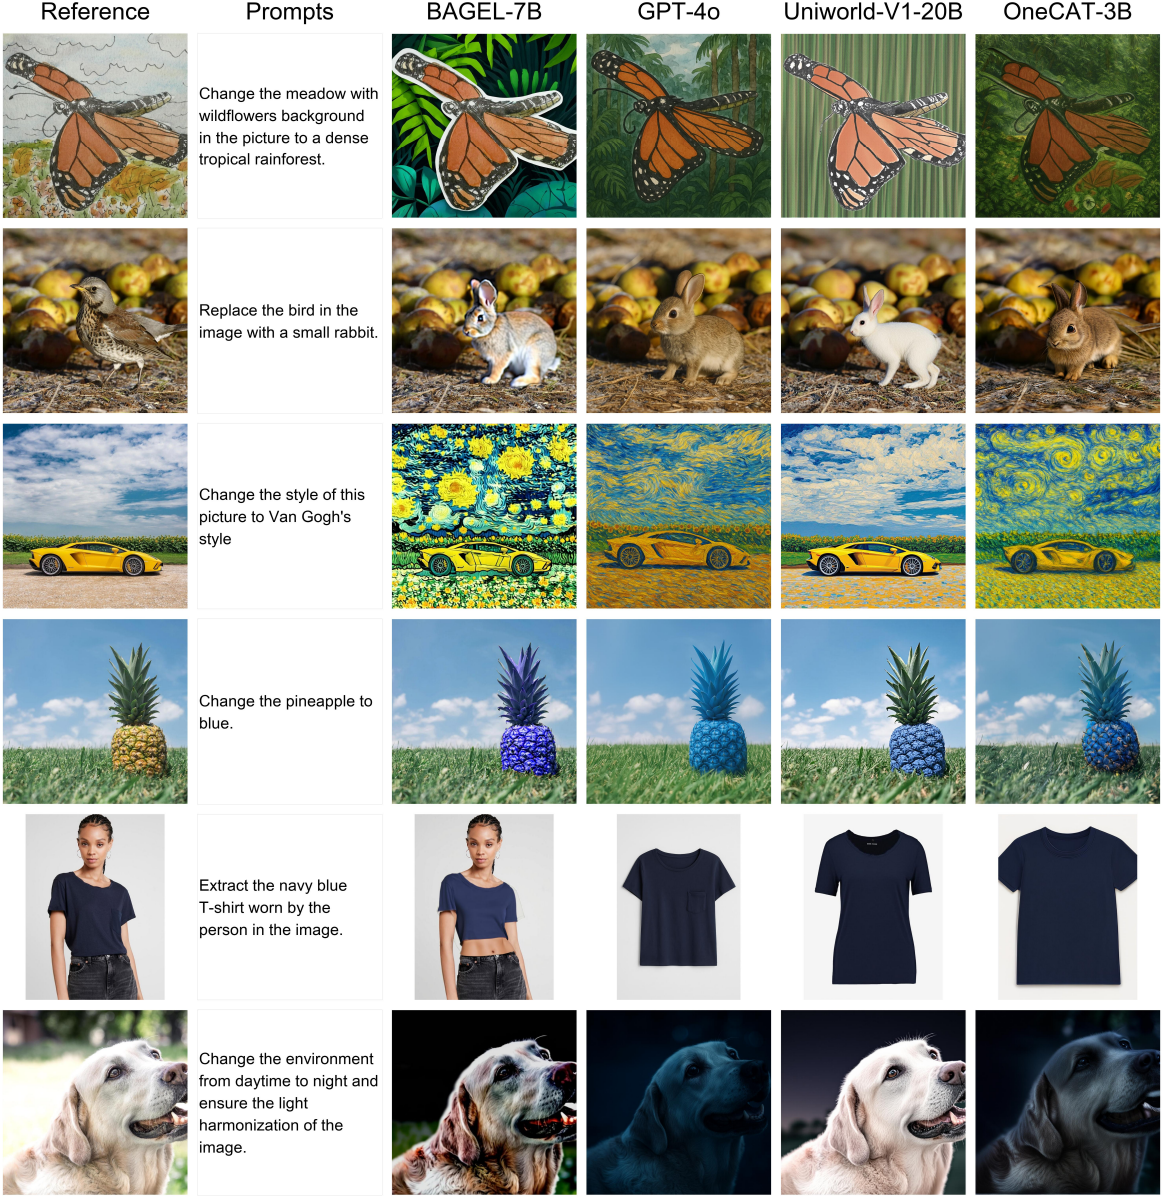 Reference Prompts BAGEL-7B GPT-4o Uniworld-V1-20B OneCAT-3B
Change the meadow with
wildflowers background
in the picture to a dense
tropical rainforest.
Replace the bird in the
image with a small rabbit.
Change the style of this
picture to Van Gogh's
style
Change the pineapple to
blue.
Extract the navy blue
T-shirt worn by the
person in the image.
Change the environment
from daytime to night and
ensure the light
harmonization of the
image.